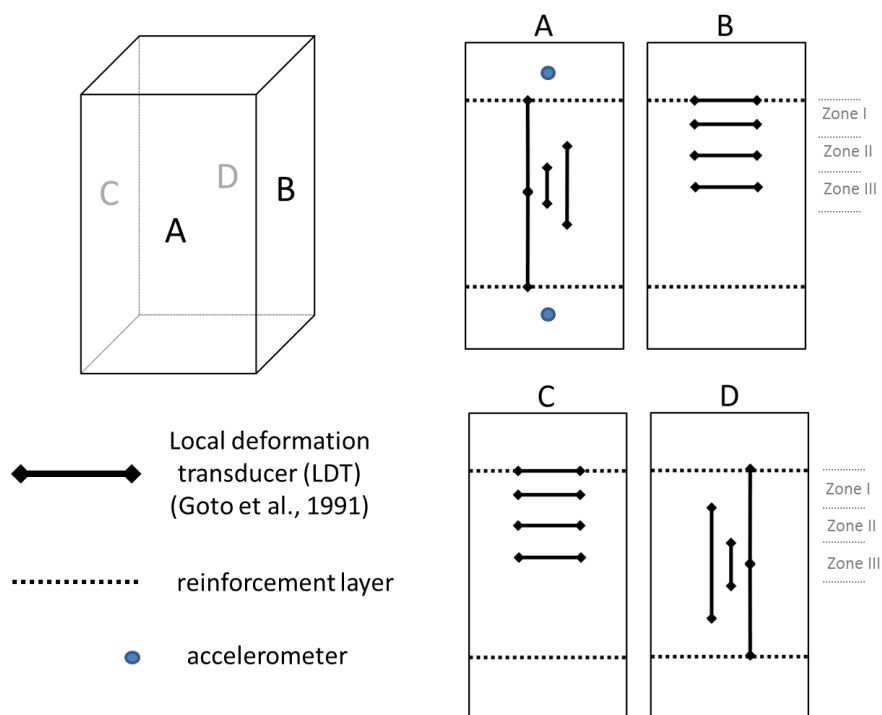 C
D
B
A
Local deformation
transducer (LDT)
(Goto et al., 1991)
reinforcement layer
accelerometer
A
B
Zone I
Zone II
Zone III
C
D
Zone I
Zone II
Zone III